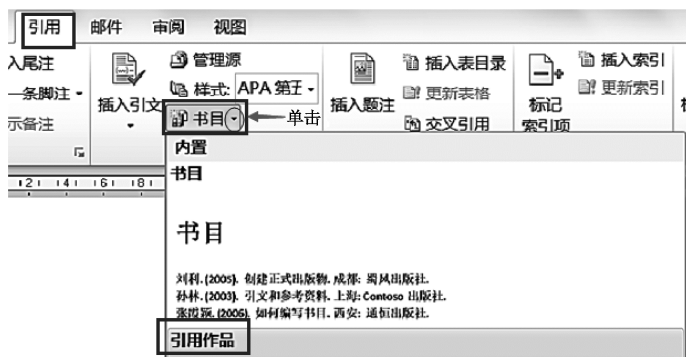 引用 邮件 审阅 视图
入尾注
一条脚注
示备注
插入引文
管理源
样式: APA 第五
书目
单击
插入题注
插入表目录
更新表格
交叉引用
标记
索引项
插入索引
更新索引
12 14 16 18
内置
书目
书目
刘利. (2005). 创建正式出版物. 成都: 蜀风出版社.
孙林. (2003). 引文和参考资料. 上海: Contoso 出版社.
张霞颖. (2006). 如何编写书目. 西安: 通恒出版社.
引用作品